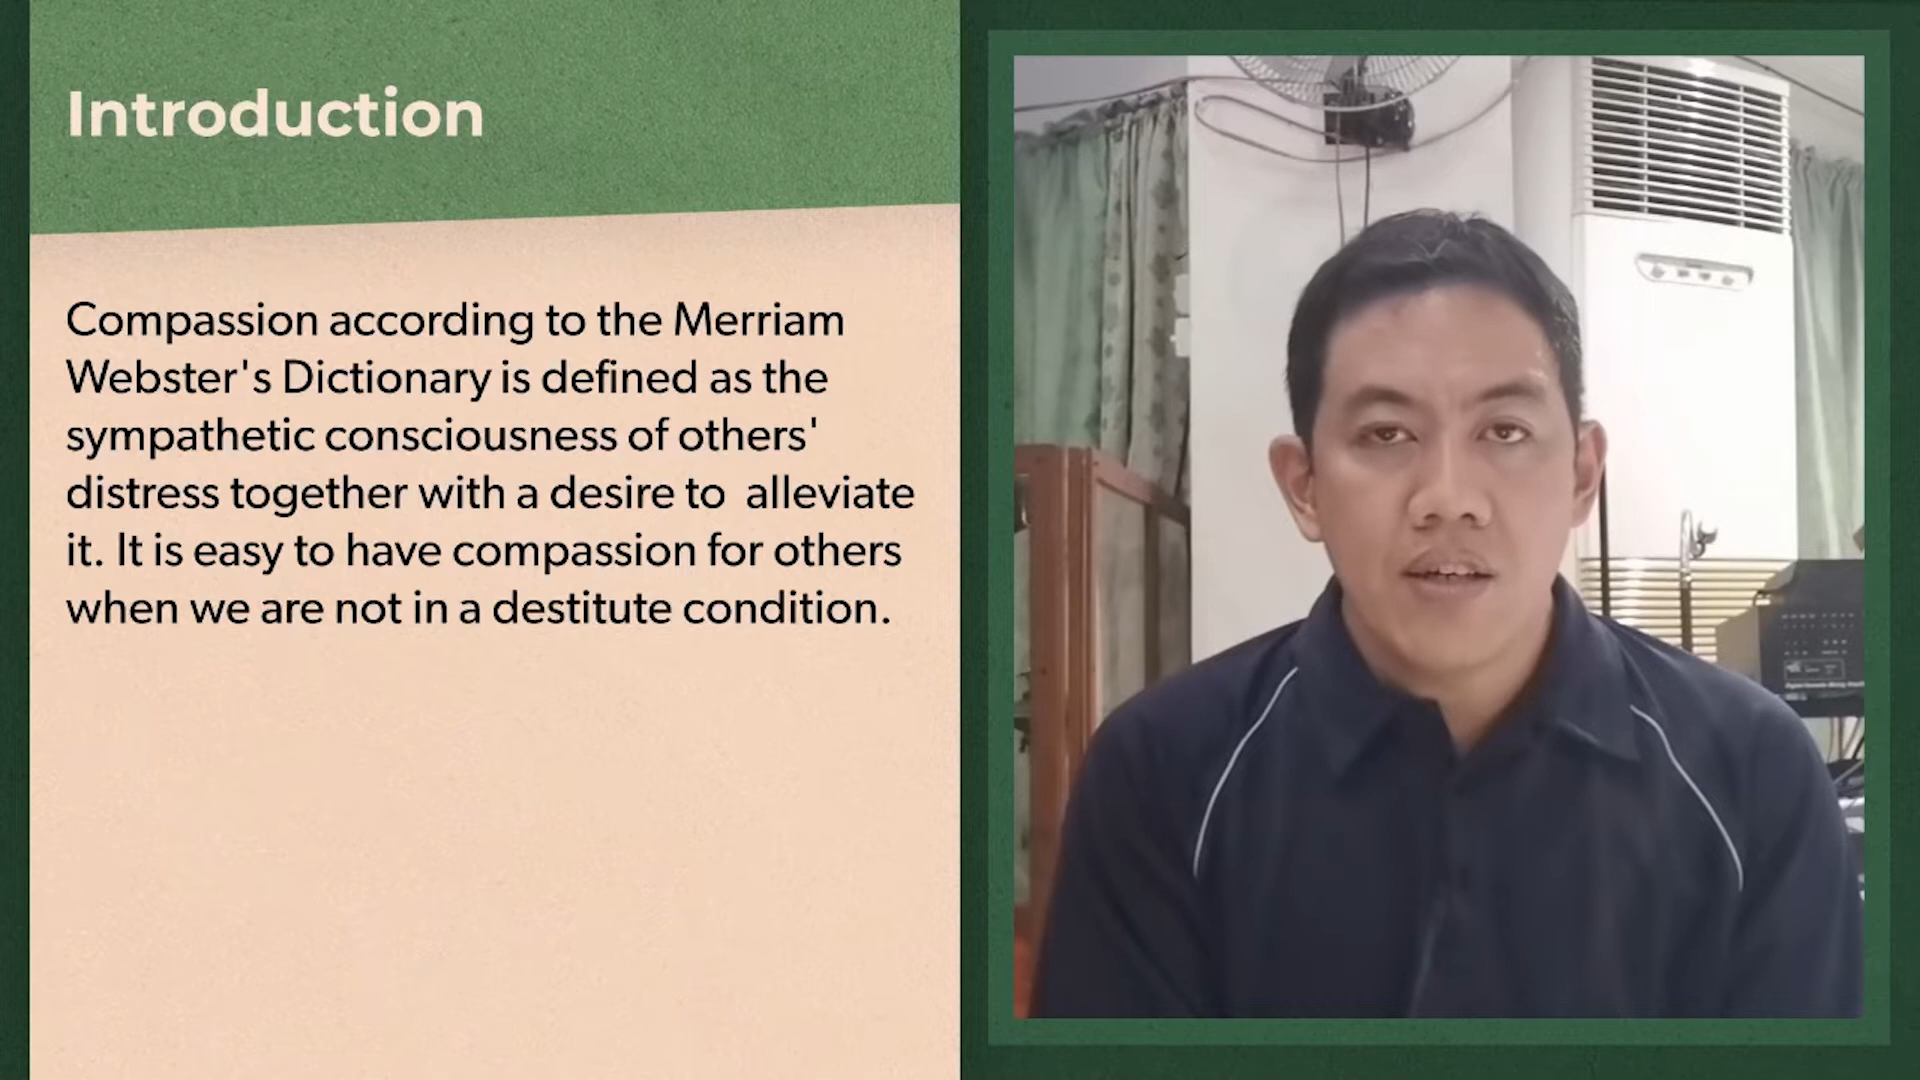 Introduction
Compassion according to the Merriam
Webster's Dictionary is defined as the
sympathetic consciousness of others'
distress together with a desire to  alleviate
it. It is easy to have compassion for others
when we are not in a destitute condition.